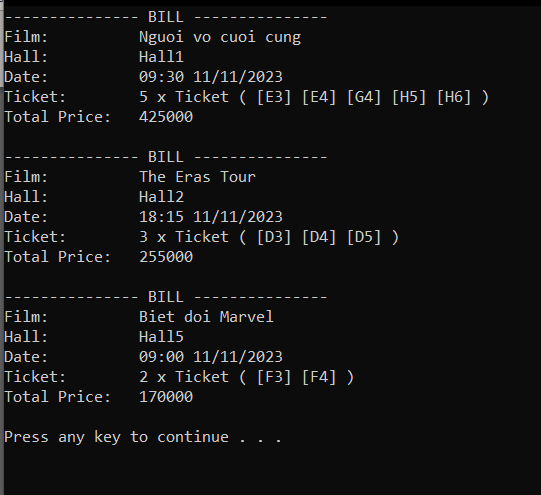 --------------- BILL ---------------
Film:          Nguoi vo cuoi cung
Hall:          Hall1
Date:          09:30 11/11/2023
Ticket:        5 x Ticket ( [E3] [E4] [G4] [H5] [H6] )
Total Price:   425000

--------------- BILL ---------------
Film:          The Eras Tour
Hall:          Hall2
Date:          18:15 11/11/2023
Ticket:        3 x Ticket ( [D3] [D4] [D5] )
Total Price:   255000

--------------- BILL ---------------
Film:          Biet doi Marvel
Hall:          Hall5
Date:          09:00 11/11/2023
Ticket:        2 x Ticket ( [F3] [F4] )
Total Price:   170000

Press any key to continue . . .